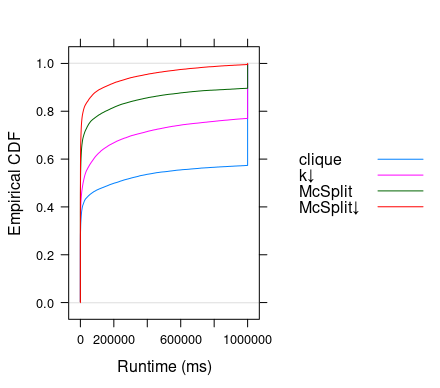 1.0
0.8
0.6
0.4
0.2
0.0
Empirical CDF
0 200000 600000 1000000
Runtime (ms)
clique
k↓
McSplit
McSplit↓